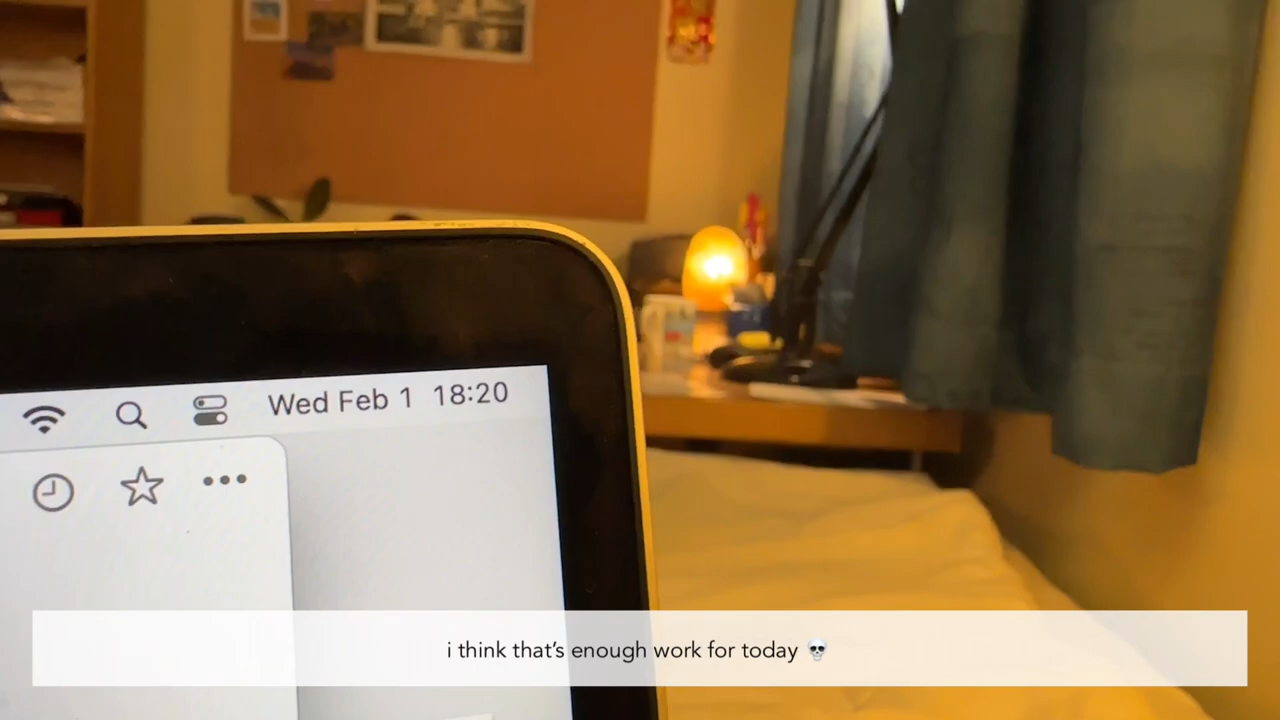 Wed Feb 1 18:20
i think that's enough work for today 💀